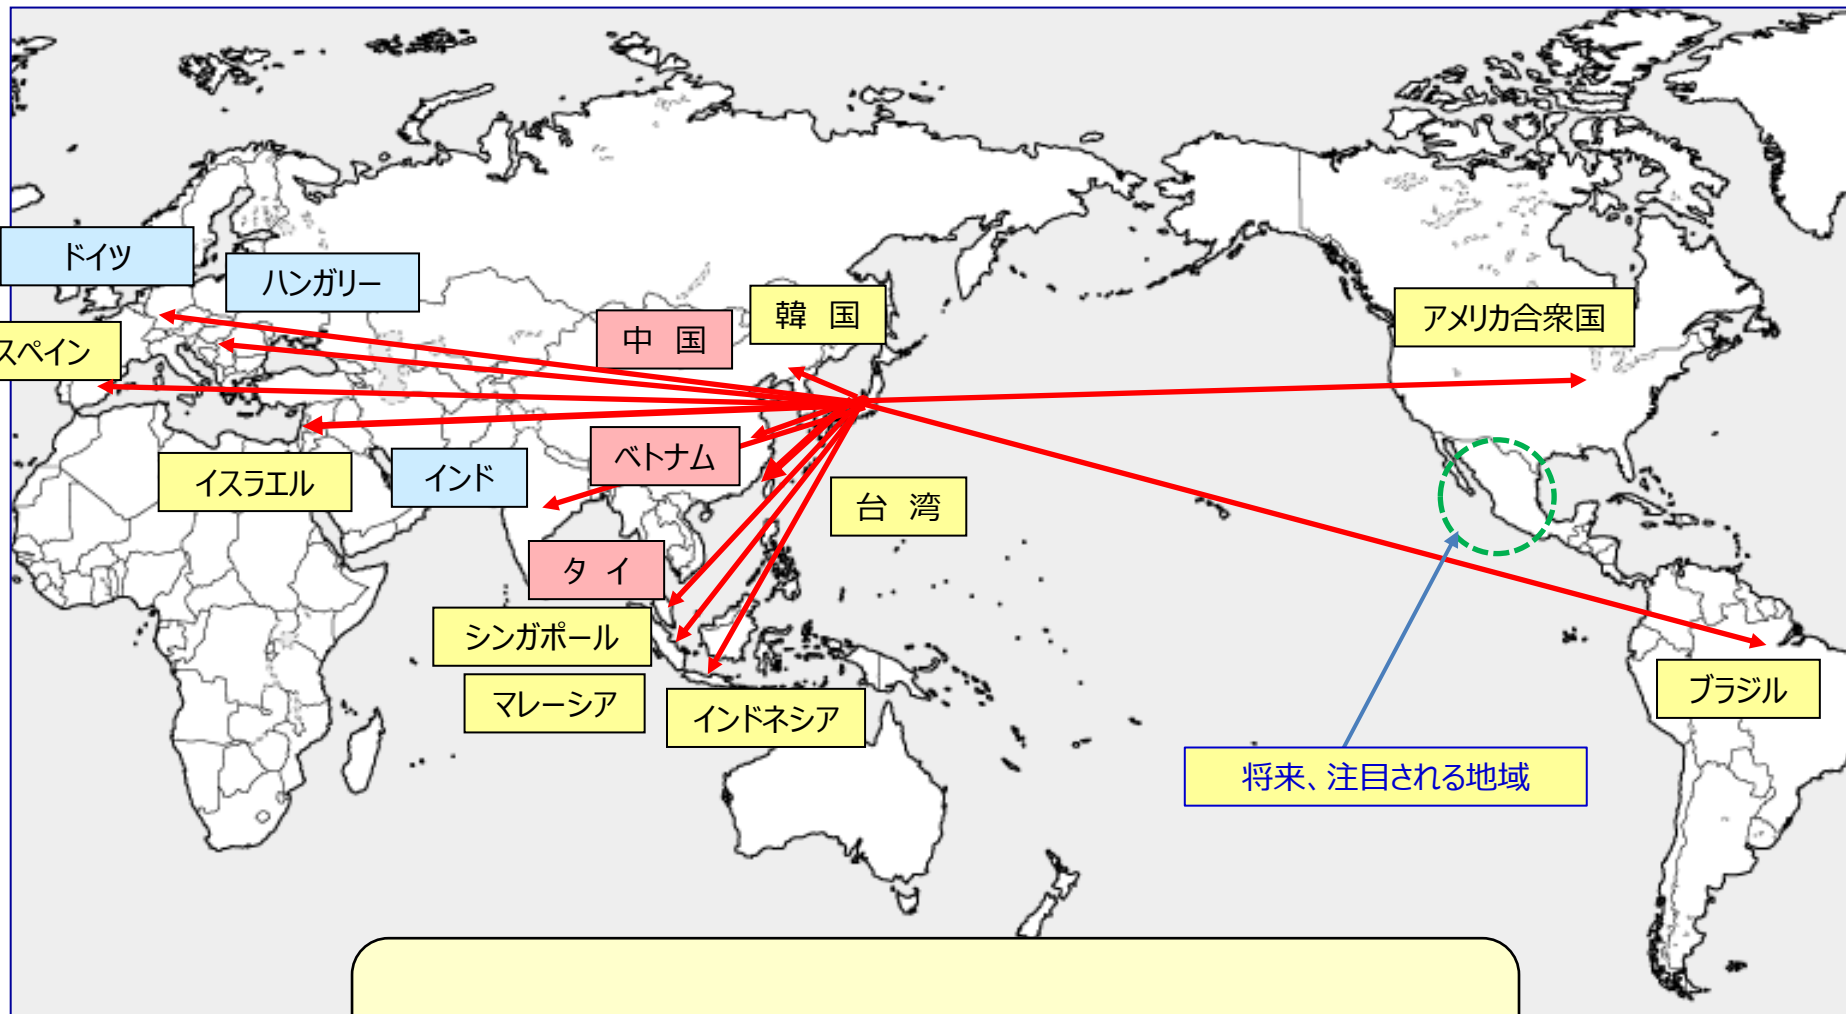 ドイツ
ハンガリー
韓 国
アメリカ合衆国
中 国
スペイン
ベトナム
イスラエル
インド
台 湾
タ イ
シンガポール
マレーシア
インドネシア
ブラジル
将来、注目される地域